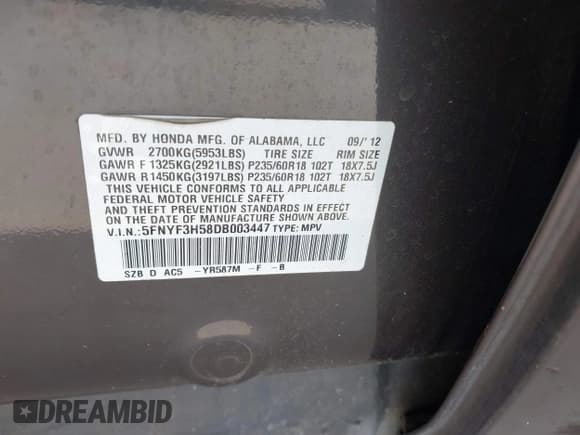 MFD. BY HONDA MFG. OF ALABAMA, LLC 09/'12
GVWR 2700KG(5953LBS) TIRE SIZE RIM SIZE
GAWR F 1325KG(2921LBS) P235/60R18 102T 18X7.5J
GAWR R1450KG(3197LBS) P235/60R18 102T 18X7.5J
THIS VEHICLE CONFORMS TO ALL APPLICABLE
FEDERAL MOTOR VEHICLE SAFETY AND
THEFT PREVENTION STANDARDS IN EFFECT
ON THE DATE OF MANUFACTURE SHOWN ABOVE.
V.I.N.: 5FNYF3H58DB003447 TYPE: MPV
SZB D AC5 -YR587M -F -B
DREAMBID